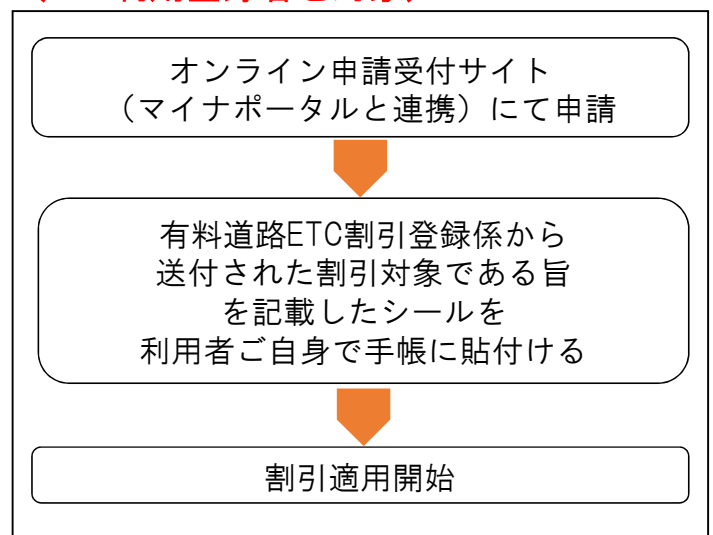 オンライン申請受付サイト
（マイナポータルと連携）にて申請
有料道路ETC割引登録係から
送付された割引対象である旨
を記載したシールを
利用者ご自身で手帳に貼付ける
割引適用開始